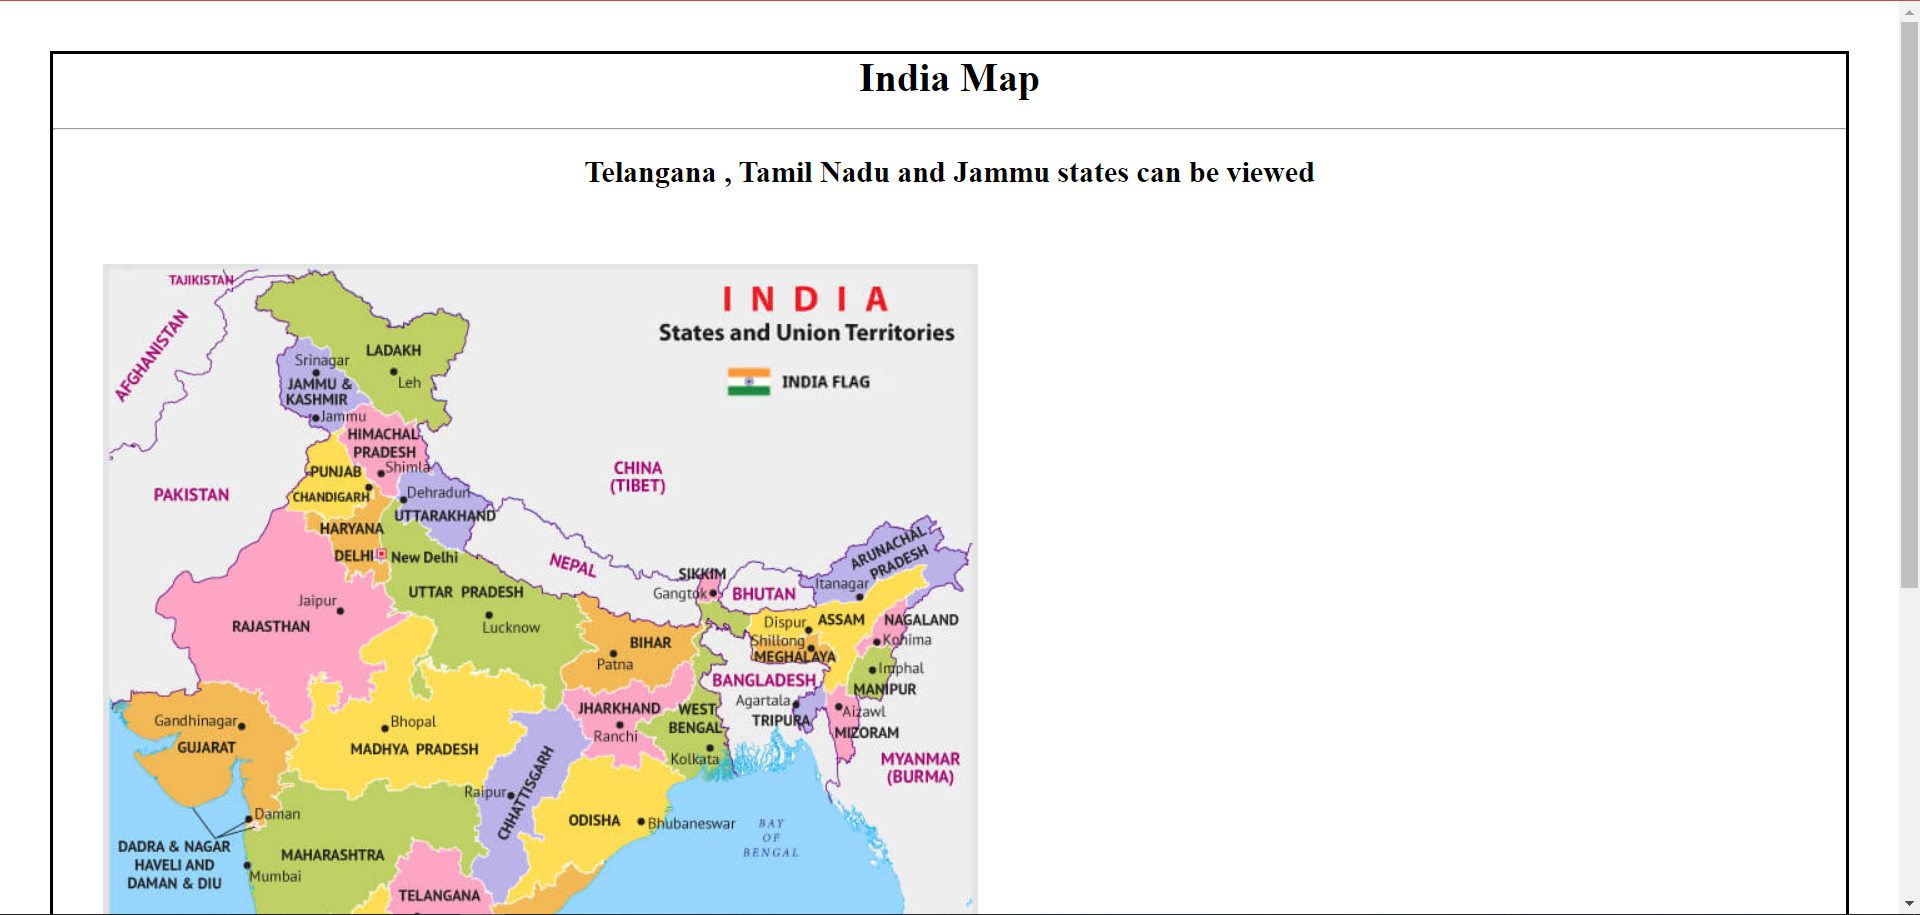 India Map
Telangana , Tamil Nadu and Jammu states can be viewed
TAJIKISTAN
INDIA
States and Union Territories
INDIA FLAG
AFGHANISTAN
LADAKH
Leh
Srinagar
JAMMU &
KASHMIR
Jammu
HIMACHAL
PRADESH
Shimla
PUNJAB
CHANDIGARH
PAKISTAN
CHINA
(TIBET)
Dehradun
UTTARAKHAND
HARYANA
DELHI
New Delhi
NEPAL
SIKKIM
Gangtok
BHUTAN
ARUNACHAL
PRADESH
Itanagar
UTTAR PRADESH
Lucknow
Jaipur
RAJASTHAN
BIHAR
Patna
Dispur
ASSAM
NAGALAND
Kohima
Shillong
MEGHALAYA
Imphal
MANIPUR
BANGLADESH
Agartala
TRIPURA
Aizawl
MIZORAM
MYANMAR
(BURMA)
JHARKHAND
Ranchi
WEST
BENGAL
Kolkata
Gandhinagar
GUJARAT
Bhopal
MADHYA PRADESH
CHHATTISGARH
Raipur
ODISHA
Bhubaneswar
BAY
OF
BENGAL
Daman
DADRA & NAGAR
HAVELI AND
DAMAN & DIU
MAHARASHTRA
Mumbai
TELANGANA